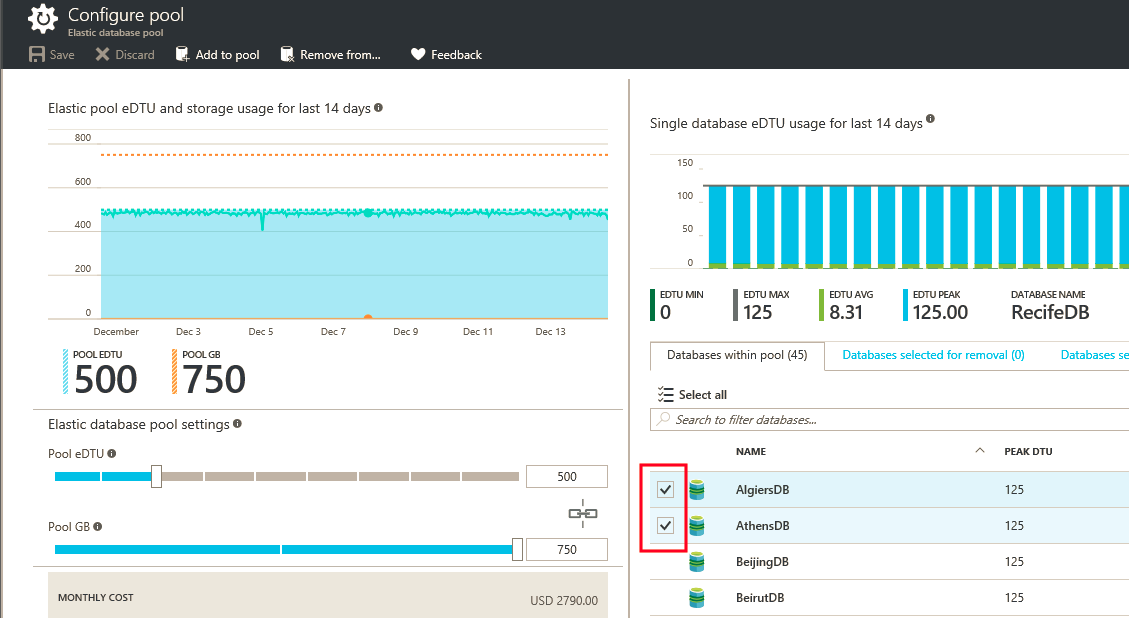 Configure pool
Elastic database pool
Save Discard Add to pool Remove from... Feedback
Elastic pool eDTU and storage usage for last 14 days
800
600
400
200
0
December Dec 3 Dec 5 Dec 7 Dec 9 Dec 11 Dec 13
POOL EDTU
500
POOL GB
750
Elastic database pool settings
Pool eDTU
500
Pool GB
750
MONTHLY COST
USD 2790.00
Single database eDTU usage for last 14 days
150
100
50
0
EDTU MIN
0
EDTU MAX
125
EDTU AVG
8.31
EDTU PEAK
125.00
DATABASE NAME
RecifeDB
Databases within pool (45) Databases selected for removal (0) Databases se
Select all
Search to filter databases...
NAME PEAK DTU
AlgiersDB 125
AthensDB 125
BeijingDB 125
BeirutDB 125